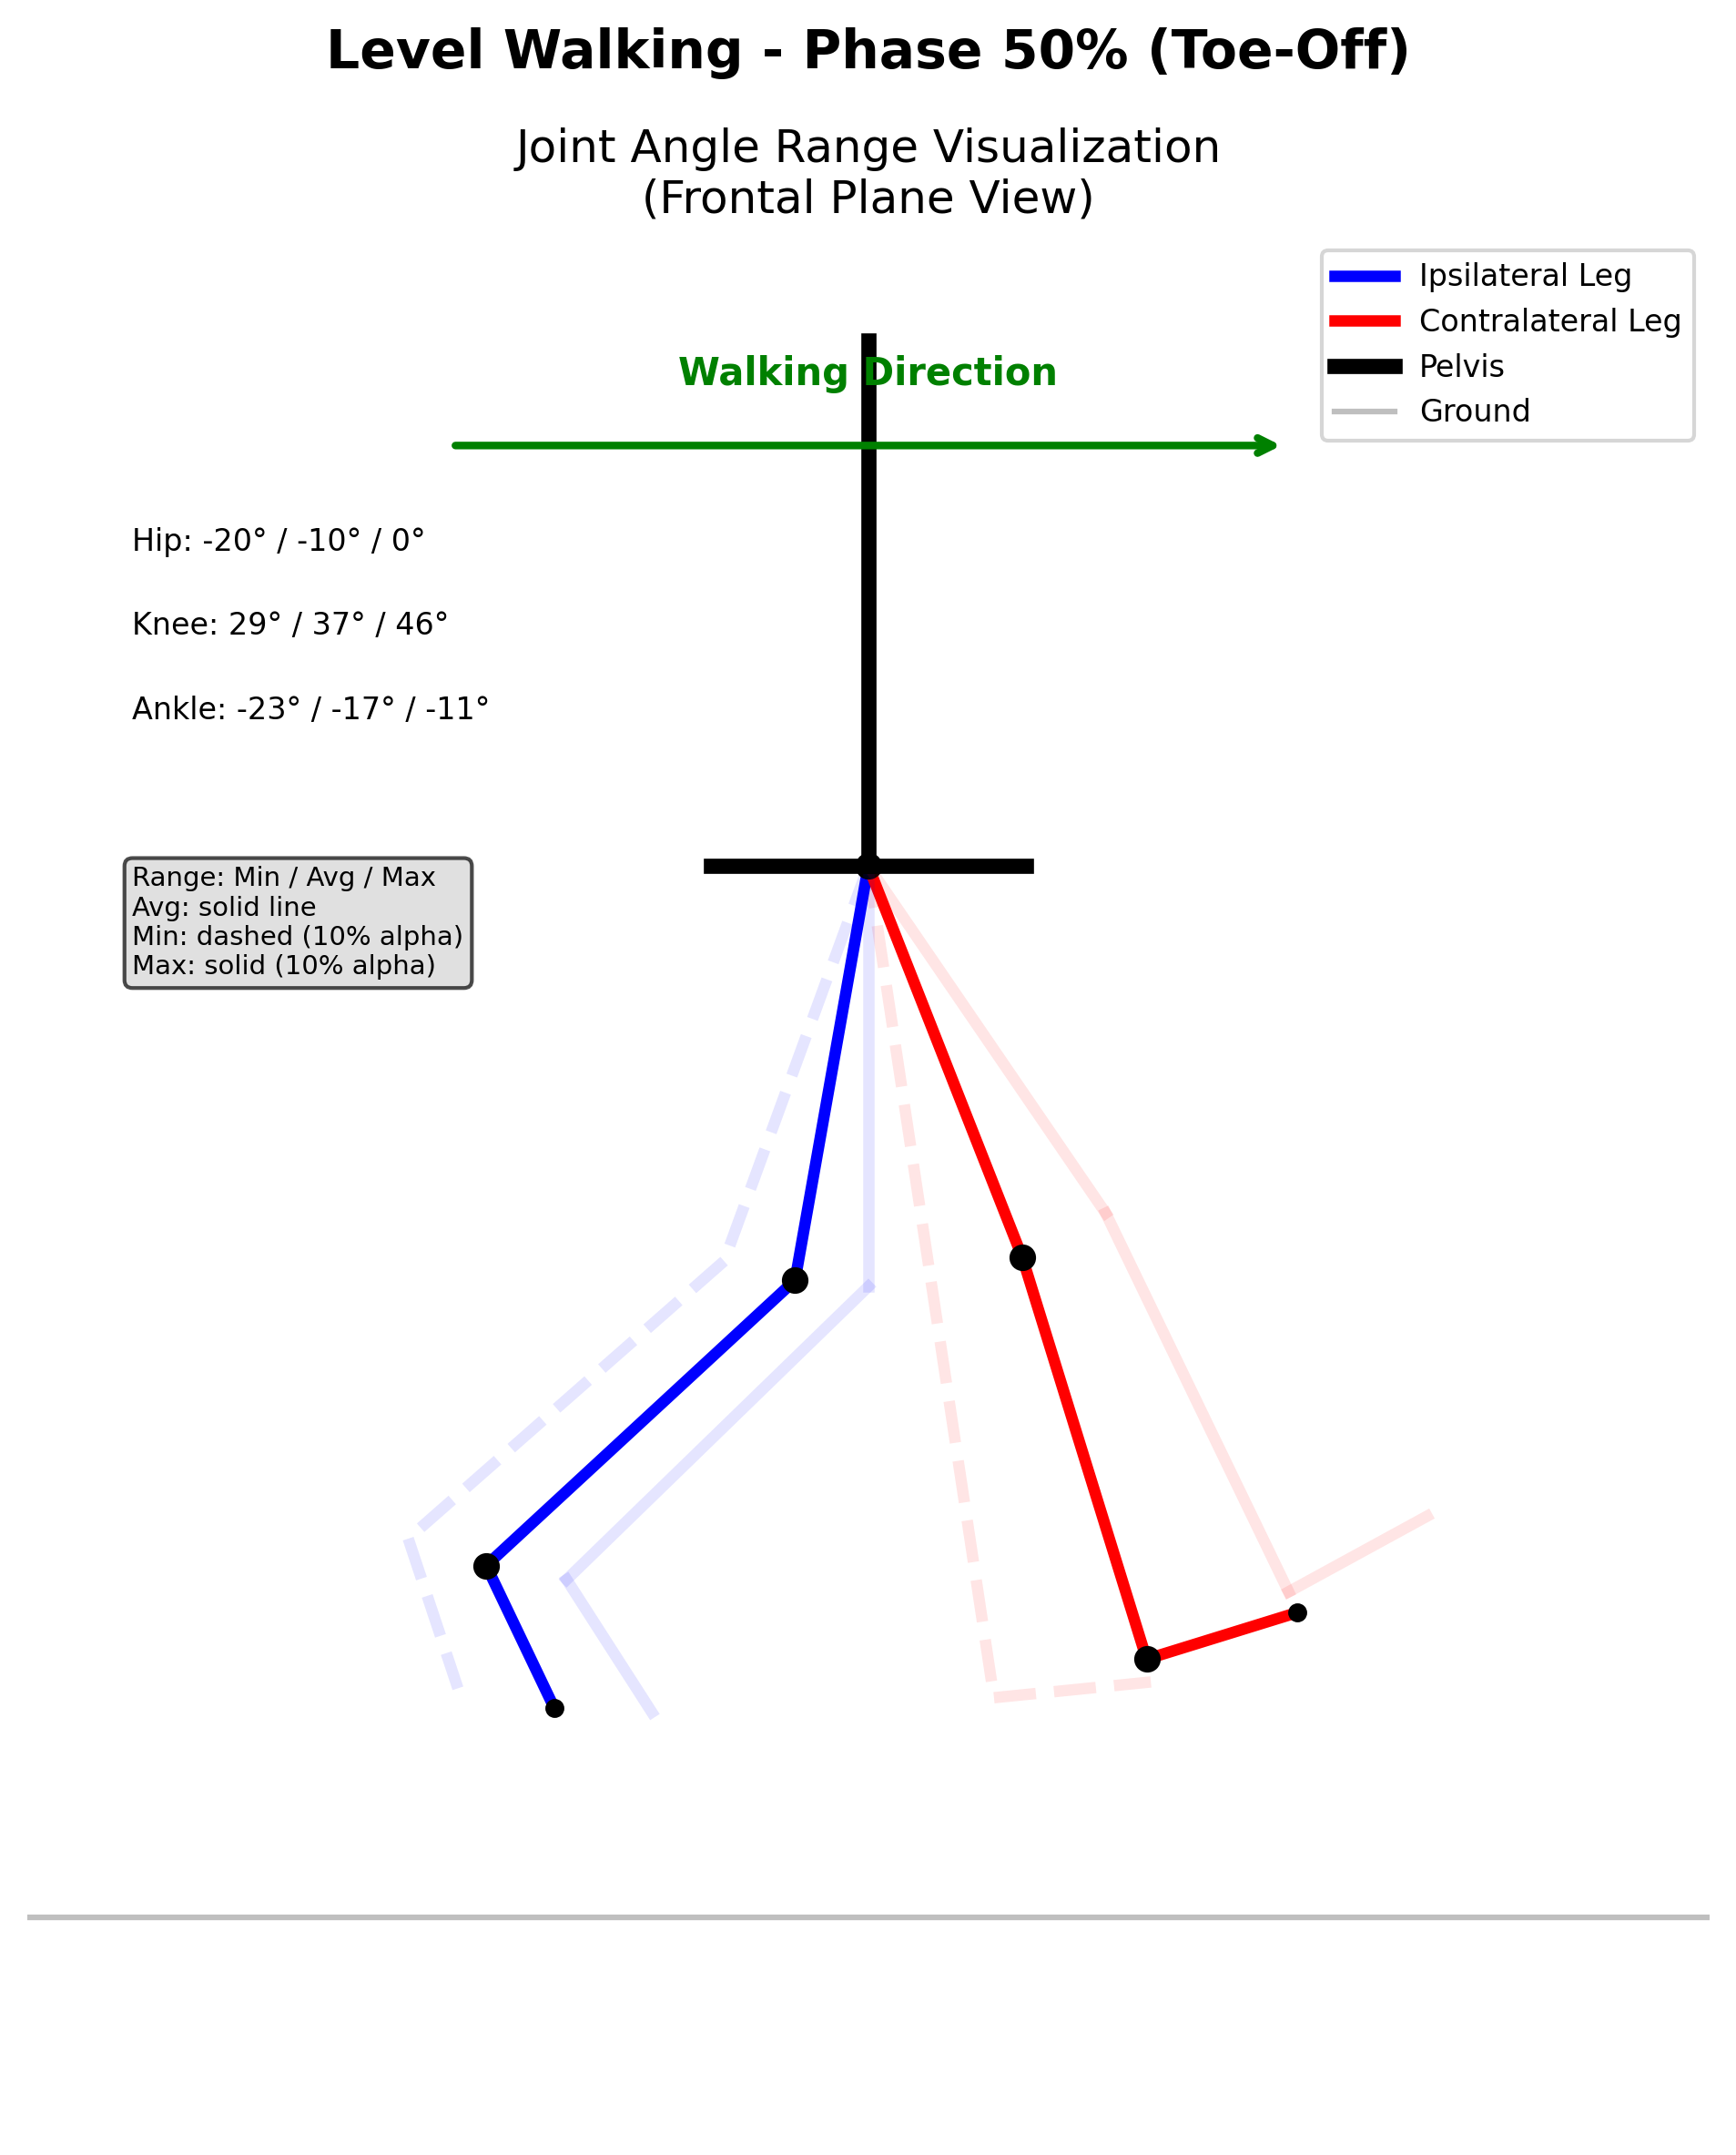 Level Walking - Phase 50% (Toe-Off)
Joint Angle Range Visualization
(Frontal Plane View)
Ipsilateral Leg
Contralateral Leg
Pelvis
Ground
Walking Direction
Hip: -20° / -10° / 0°
Knee: 29° / 37° / 46°
Ankle: -23° / -17° / -11°
Range: Min / Avg / Max
Avg: solid line
Min: dashed (10% alpha)
Max: solid (10% alpha)